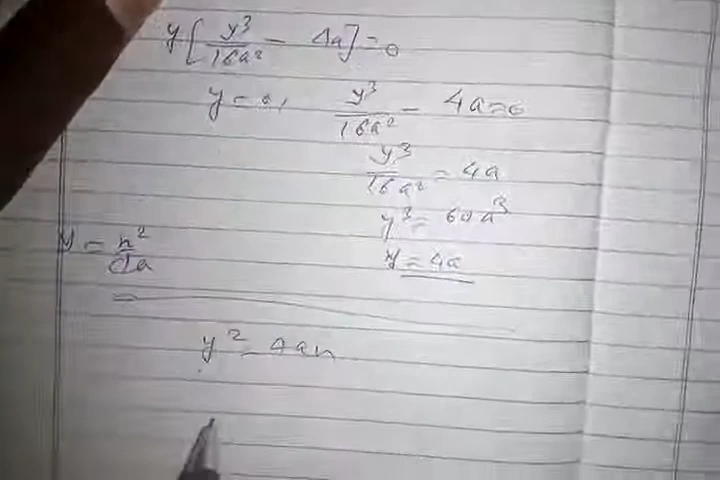 y[y³/16a² - 4a] = 0
y = 0, y³/16a² - 4a = 0
y³/16a² = 4a
y³ = 64a³
y = x²/4a
y = 4a
y² = 4ax